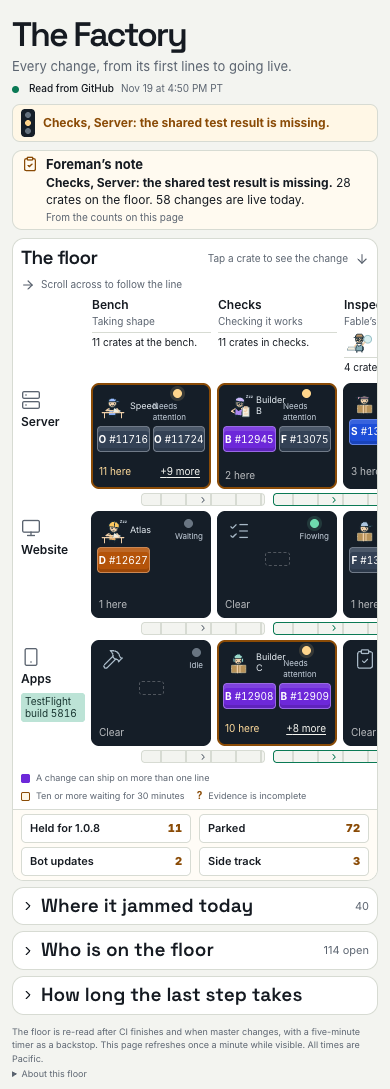 The Factory
Every change, from its first lines to going live.
Read from GitHub Nov 19 at 4:50 PM PT
Checks, Server: the shared test result is missing.
Foreman's note
Checks, Server: the shared test result is missing. 28
crates on the floor. 58 changes are live today.
From the counts on this page
The floor
Tap a crate to see the change
Scroll across to follow the line
Bench
Taking shape
11 crates at the bench.
Checks
Checking it works
11 crates in checks.
Inspec
Fable's
4 crate
Server
Speed
Needs
attention
O #11716
O #11724
11 here
+9 more
Builder
B
Needs
attention
B #12945
F #13075
2 here
S #13
3 here
Website
Atlas
Waiting
D #12627
1 here
Flowing
Clear
F #13
1 here
Apps
TestFlight
build 5816
Idle
Clear
Builder
C
Needs
attention
B #12908
B #12909
10 here
+8 more
Clear
A change can ship on more than one line
Ten or more waiting for 30 minutes
? Evidence is incomplete
Held for 1.0.8 11
Parked 72
Bot updates 2
Side track 3
Where it jammed today 40
Who is on the floor 114 open
How long the last step takes
The floor is re-read after CI finishes and when master changes, with a five-minute
timer as a backstop. This page refreshes once a minute while visible. All times are
Pacific.
About this floor